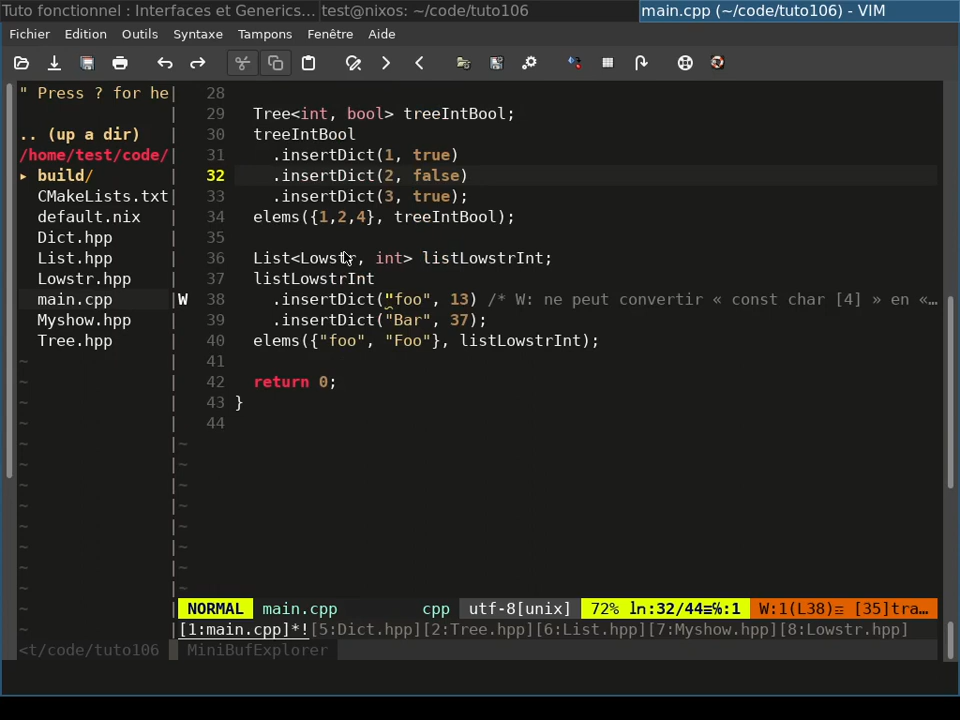 Tuto fonctionnel : Interfaces et Generics...
test@nixos: ~/code/tuto106
main.cpp (~/code/tuto106) - VIM
Fichier Edition Outils Syntaxe Tampons Fenêtre Aide
" Press ? for he
.. (up a dir)
/home/test/code/
▸ build/
CMakeLists.txt
default.nix
Dict.hpp
List.hpp
Lowstr.hpp
main.cpp
Myshow.hpp
Tree.hpp
28
29 Tree<int, bool> treeIntBool;
30 treeIntBool
31 .insertDict(1, true)
32 .insertDict(2, false)
33 .insertDict(3, true);
34 elems({1,2,4}, treeIntBool);
35
36 List<Lowstr, int> listLowstrInt;
37 listLowstrInt
W 38 .insertDict("foo", 13) /* W: ne peut convertir « const char [4] » en «…
39 .insertDict("Bar", 37);
40 elems({"foo", "Foo"}, listLowstrInt);
41
42 return 0;
43 }
44
NORMAL main.cpp cpp utf-8[unix] 72% ln:32/44≡℅:1 W:1(L38)☲ [35]tra…
[1:main.cpp]*![5:Dict.hpp][2:Tree.hpp][6:List.hpp][7:Myshow.hpp][8:Lowstr.hpp]
<t/code/tuto106 MiniBufExplorer